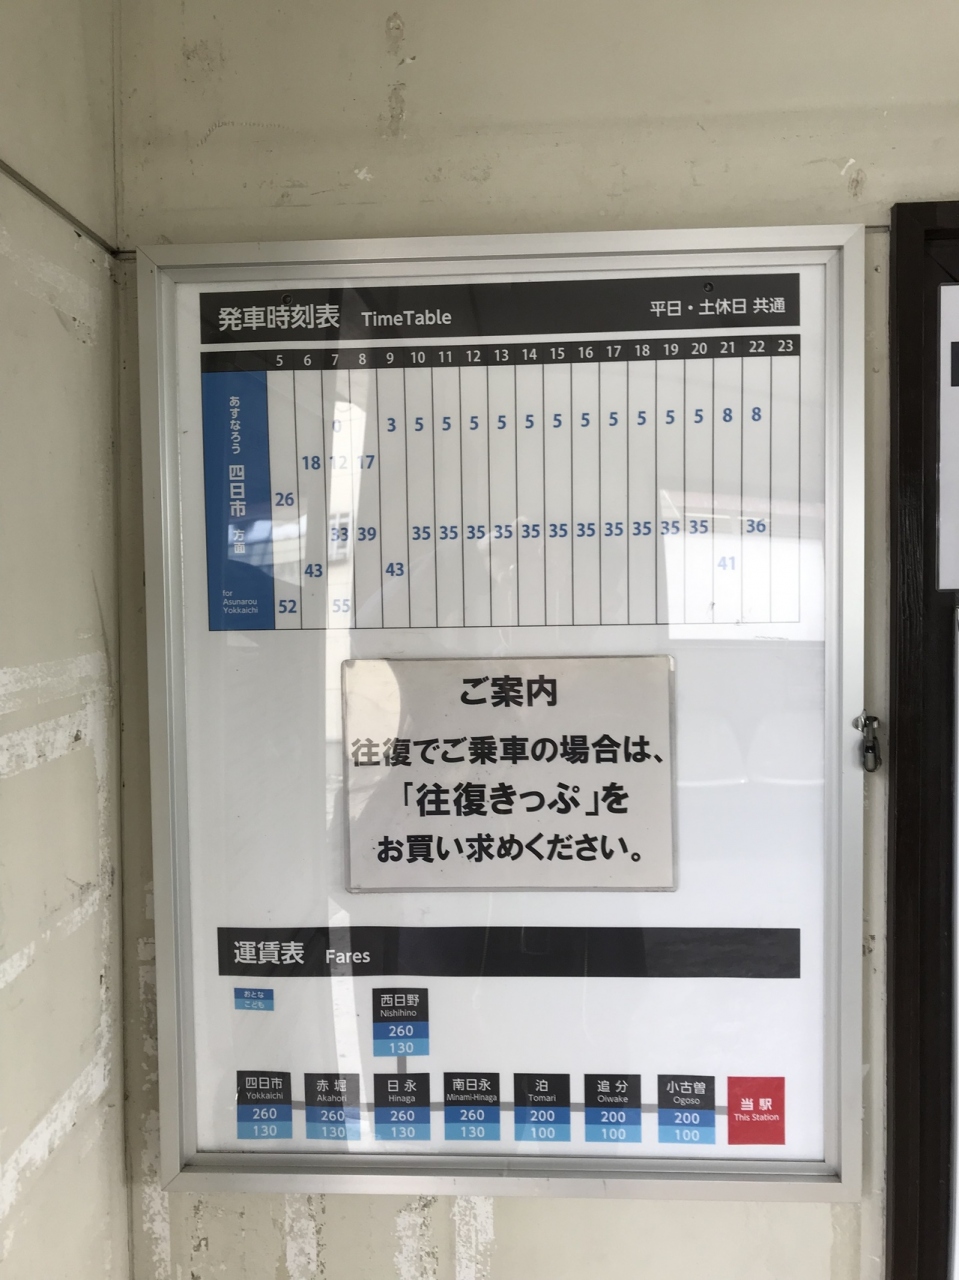 発車時刻表 TimeTable 平日・土休日 共通
5 6 7 8 9 10 11 12 13 14 15 16 17 18 19 20 21 22 23
あすなろう 四日市 方面
for Asunarou Yokkaichi
0 3 5 5 5 5 5 5 5 5 5 5 5 8 8
18 12 17
26
33 39 35 35 35 35 35 35 35 35 35 35 35 36
43 43 41
52 55
ご案内
往復でご乗車の場合は、
「往復きっぷ」を
お買い求めください。
運賃表 Fares
おとな
こども
西日野
Nishihino
260
130
四日市 赤堀 日永 南日永 泊 追分 小古曽 当駅
Yokkaichi Akahori Hinaga Minami-Hinaga Tomari Oiwake Ogoso This Station
260 260 260 260 200 200 200
130 130 130 130 100 100 100